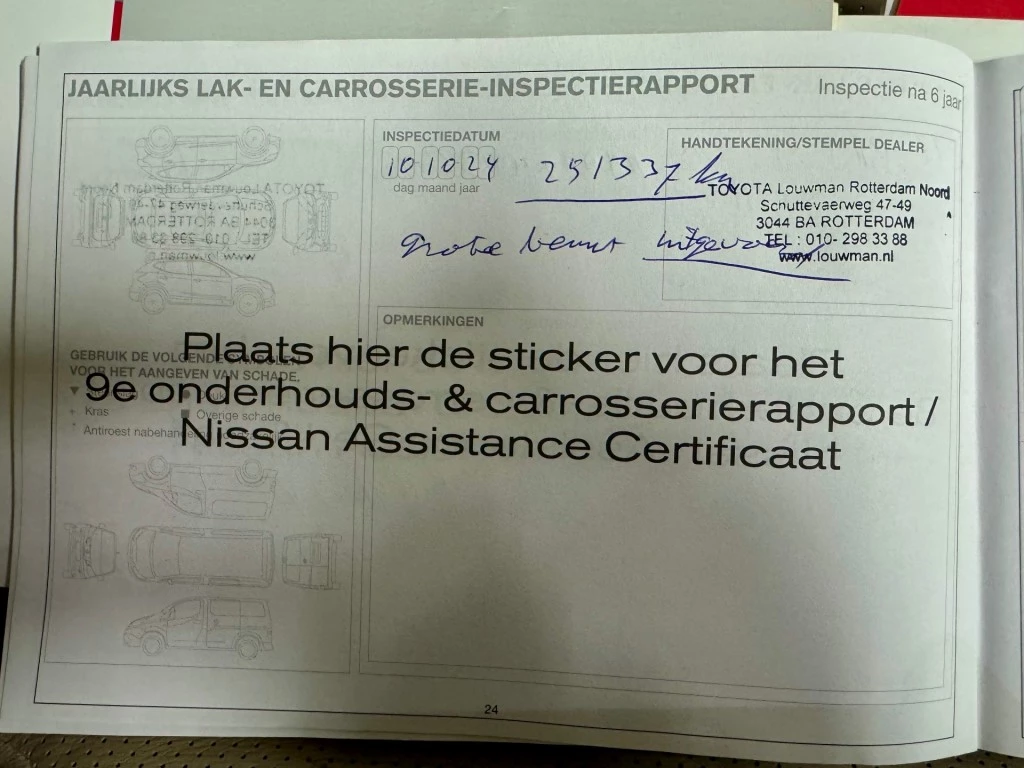 JAARLIJKS LAK- EN CARROSSERIE-INSPECTIERAPPORT
Inspectie na 6 jaar
INSPECTIEDATUM
101024
dag maand jaar
251337 km
grote beurt uitgevoerd
HANDTEKENING/STEMPEL DEALER
TOYOTA Louwman Rotterdam Noord
Schuttevaerweg 47-49
3044 BA ROTTERDAM
TEL : 010- 298 33 88
www.louwman.nl
OPMERKINGEN
Plaats hier de sticker voor het
9e onderhouds- & carrosserierapport /
Nissan Assistance Certificaat
GEBRUIK DE VOLGENDE
VOOR HET AANGEVEN VAN SCHADE.
Kras
Overige schade
Antiroest
24